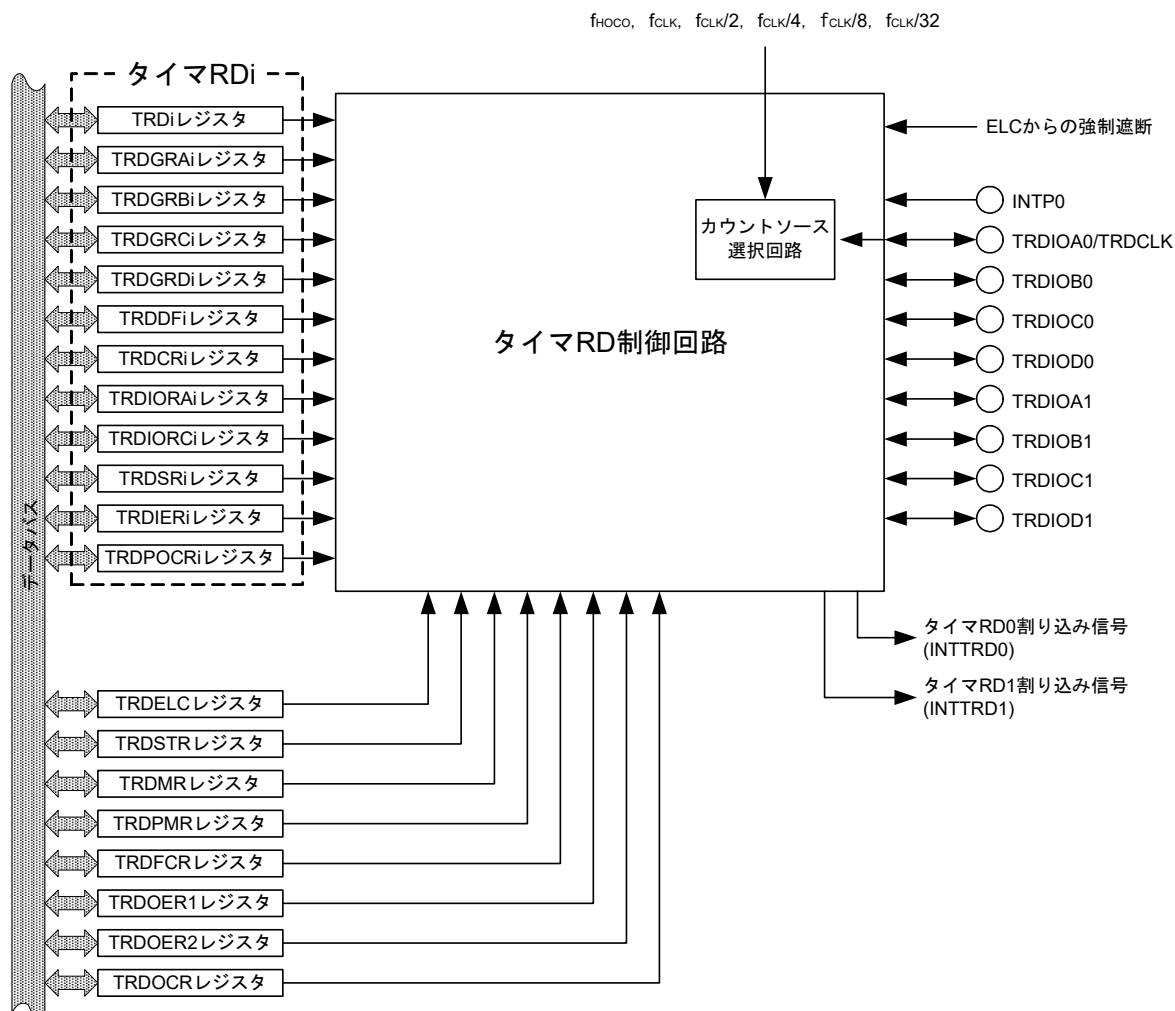 fHOCO, fCLK, fCLK/2, fCLK/4, fCLK/8, fCLK/32
タイマRDi
TRDiレジスタ
TRDGRAiレジスタ
TRDGRBiレジスタ
TRDGRCiレジスタ
TRDGRDiレジスタ
TRDDFiレジスタ
TRDCRiレジスタ
TRDIORAiレジスタ
TRDIORCiレジスタ
TRDSRiレジスタ
TRDIERiレジスタ
TRDPOCRiレジスタ
データバス
カウントソース
選択回路
タイマRD制御回路
ELCからの強制遮断
INTP0
TRDIOA0/TRDCLK
TRDIOB0
TRDIOC0
TRDIOD0
TRDIOA1
TRDIOB1
TRDIOC1
TRDIOD1
タイマRD0割り込み信号
(INTTRD0)
タイマRD1割り込み信号
(INTTRD1)
TRDELCレジスタ
TRDSTRレジスタ
TRDMRレジスタ
TRDPMRレジスタ
TRDFCRレジスタ
TRDOER1レジスタ
TRDOER2レジスタ
TRDOCRレジスタ